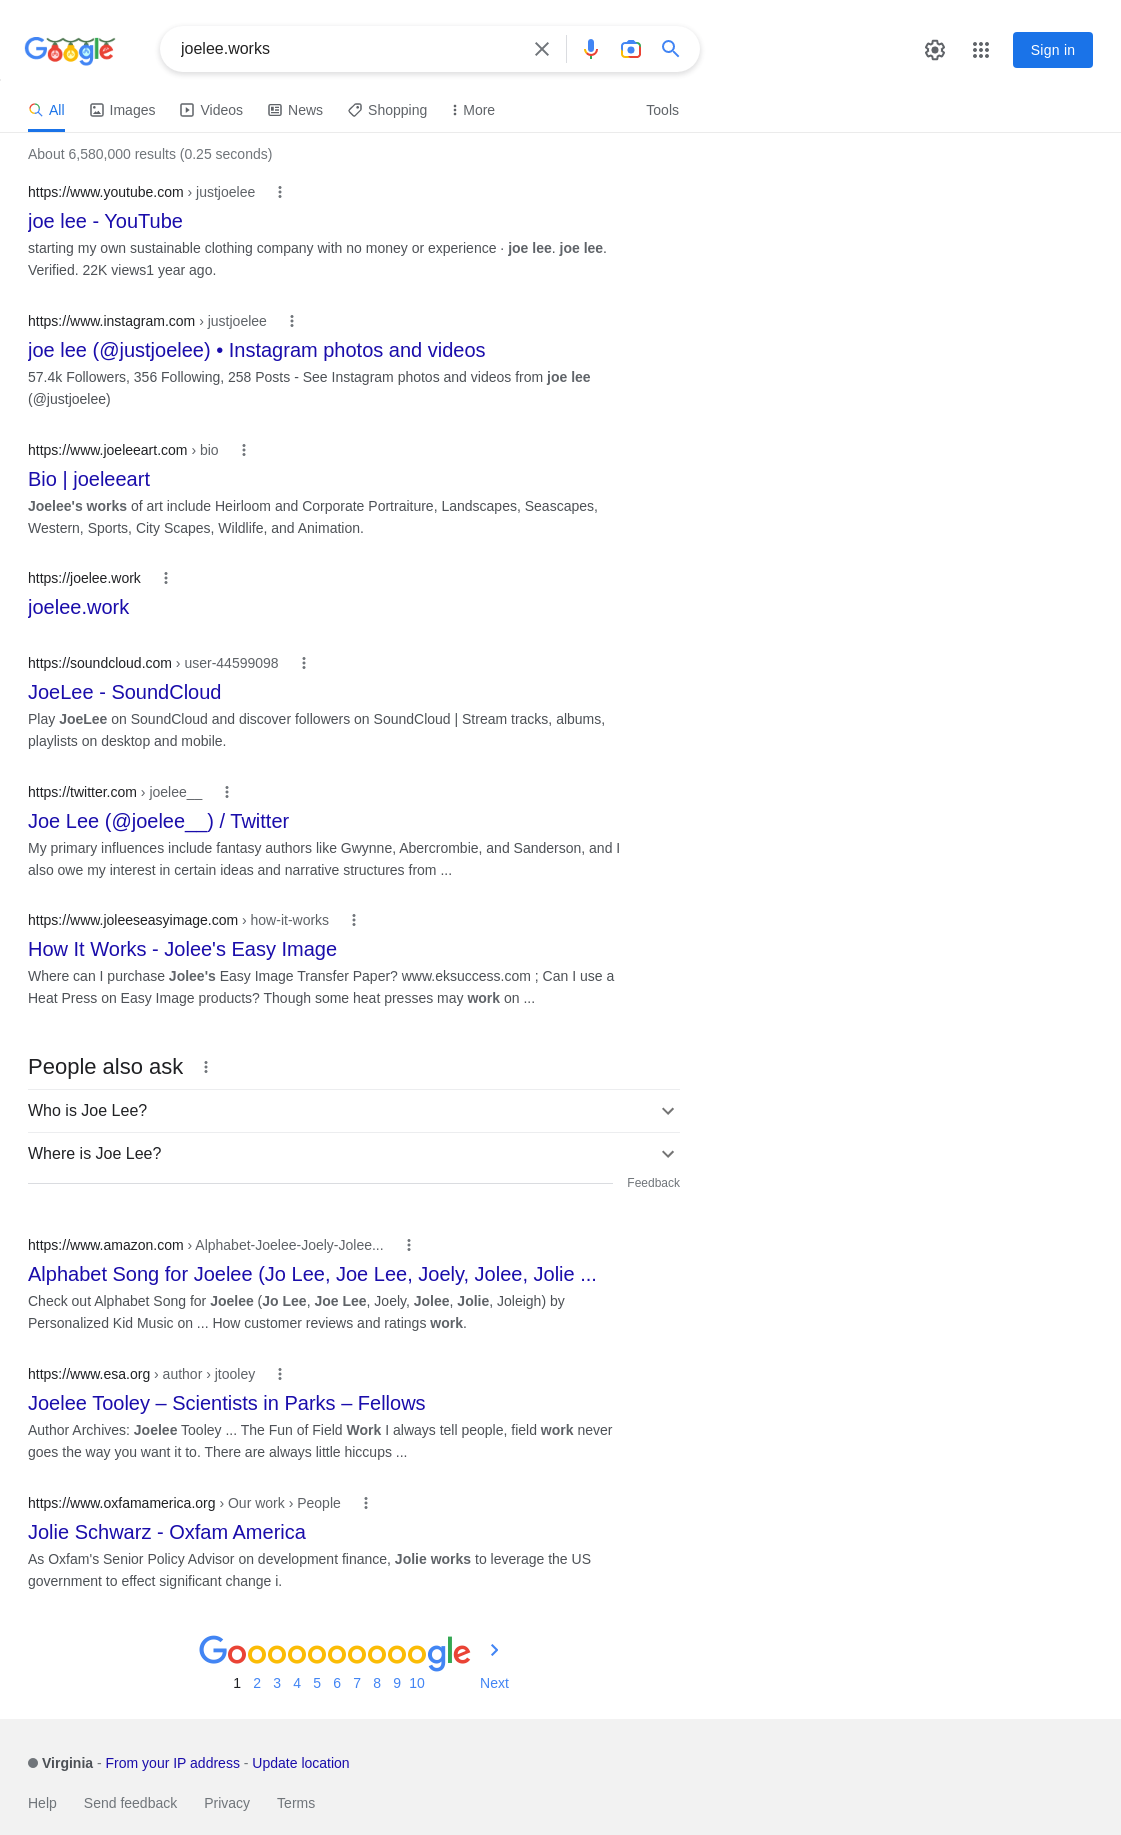 Google
joelee.works
Sign in
All Images Videos News Shopping More Tools
About 6,580,000 results (0.25 seconds)
https://www.youtube.com › justjoelee
joe lee - YouTube
starting my own sustainable clothing company with no money or experience · joe lee. joe lee.
Verified. 22K views1 year ago.
https://www.instagram.com › justjoelee
joe lee (@justjoelee) • Instagram photos and videos
57.4k Followers, 356 Following, 258 Posts - See Instagram photos and videos from joe lee
(@justjoelee)
https://www.joeleeart.com › bio
Bio | joeleeart
Joelee's works of art include Heirloom and Corporate Portraiture, Landscapes, Seascapes,
Western, Sports, City Scapes, Wildlife, and Animation.
https://joelee.work
joelee.work
https://soundcloud.com › user-44599098
JoeLee - SoundCloud
Play JoeLee on SoundCloud and discover followers on SoundCloud | Stream tracks, albums,
playlists on desktop and mobile.
https://twitter.com › joelee__
Joe Lee (@joelee__) / Twitter
My primary influences include fantasy authors like Gwynne, Abercrombie, and Sanderson, and I
also owe my interest in certain ideas and narrative structures from ...
https://www.joleeseasyimage.com › how-it-works
How It Works - Jolee's Easy Image
Where can I purchase Jolee's Easy Image Transfer Paper? www.eksuccess.com ; Can I use a
Heat Press on Easy Image products? Though some heat presses may work on ...
People also ask
Who is Joe Lee?
Where is Joe Lee?
Feedback
https://www.amazon.com › Alphabet-Joelee-Joely-Jolee...
Alphabet Song for Joelee (Jo Lee, Joe Lee, Joely, Jolee, Jolie ...
Check out Alphabet Song for Joelee (Jo Lee, Joe Lee, Joely, Jolee, Jolie, Joleigh) by
Personalized Kid Music on ... How customer reviews and ratings work.
https://www.esa.org › author › jtooley
Joelee Tooley – Scientists in Parks – Fellows
Author Archives: Joelee Tooley ... The Fun of Field Work I always tell people, field work never
goes the way you want it to. There are always little hiccups ...
https://www.oxfamamerica.org › Our work › People
Jolie Schwarz - Oxfam America
As Oxfam's Senior Policy Advisor on development finance, Jolie works to leverage the US
government to effect significant change i.
Goooooooooogle
1 2 3 4 5 6 7 8 9 10 Next
Virginia - From your IP address - Update location
Help Send feedback Privacy Terms